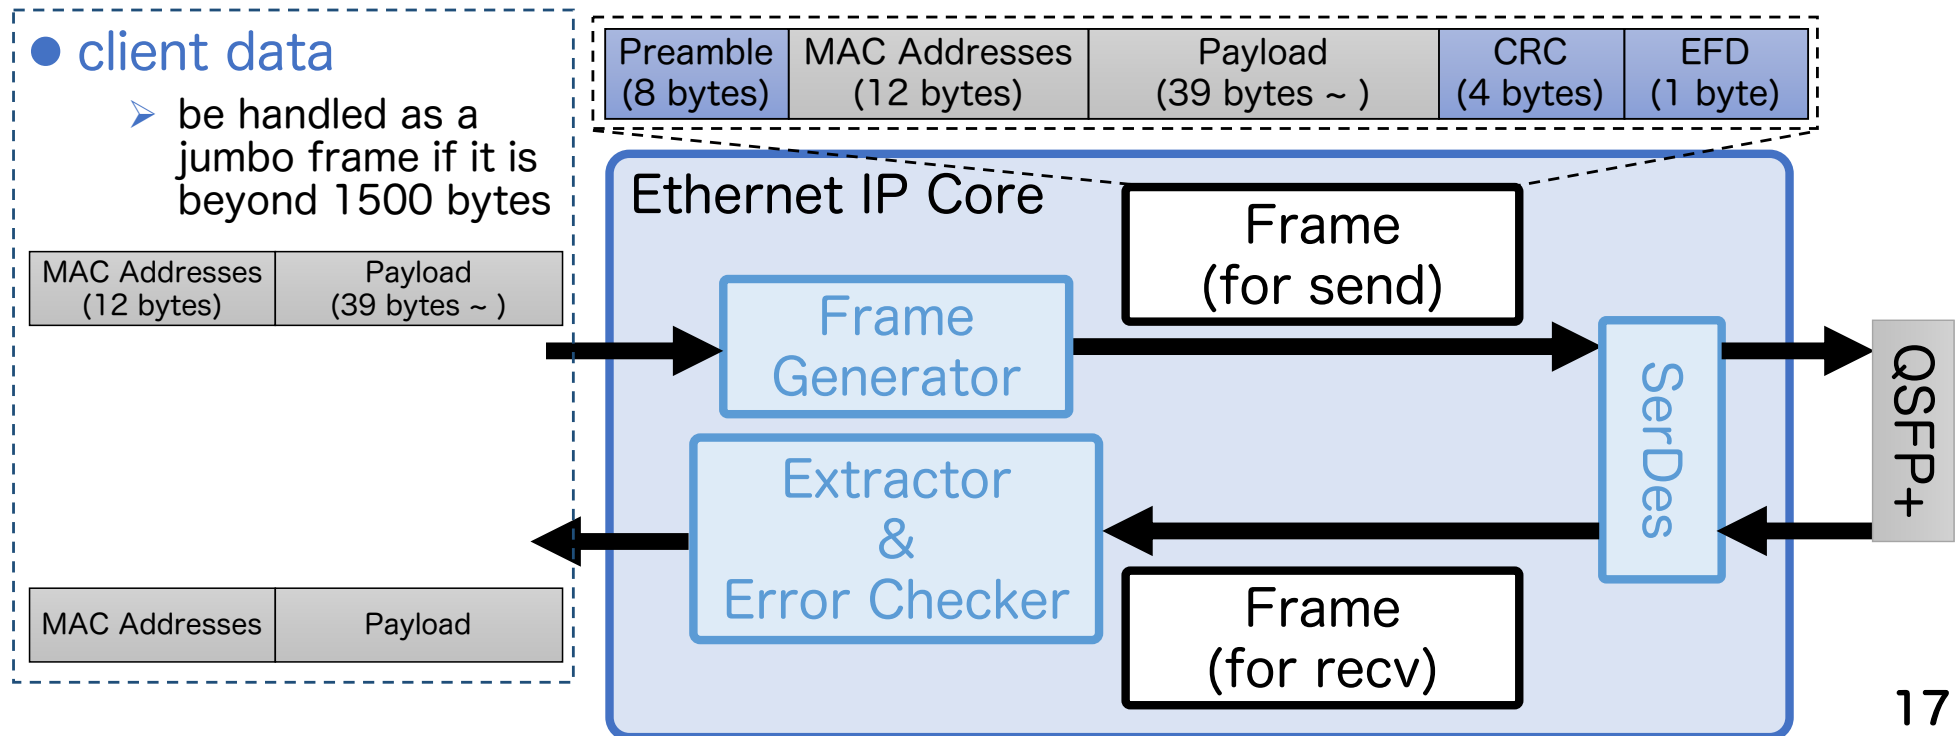 ● client data
➢ be handled as a
jumbo frame if it is
beyond 1500 bytes
MAC Addresses
(12 bytes)
Payload
(39 bytes ~ )
MAC Addresses
Payload
Preamble
(8 bytes)
MAC Addresses
(12 bytes)
Payload
(39 bytes ~ )
CRC
(4 bytes)
EFD
(1 byte)
Ethernet IP Core
Frame
(for send)
Frame
Generator
Extractor
&
Error Checker
Frame
(for recv)
SerDes
QSFP+
17